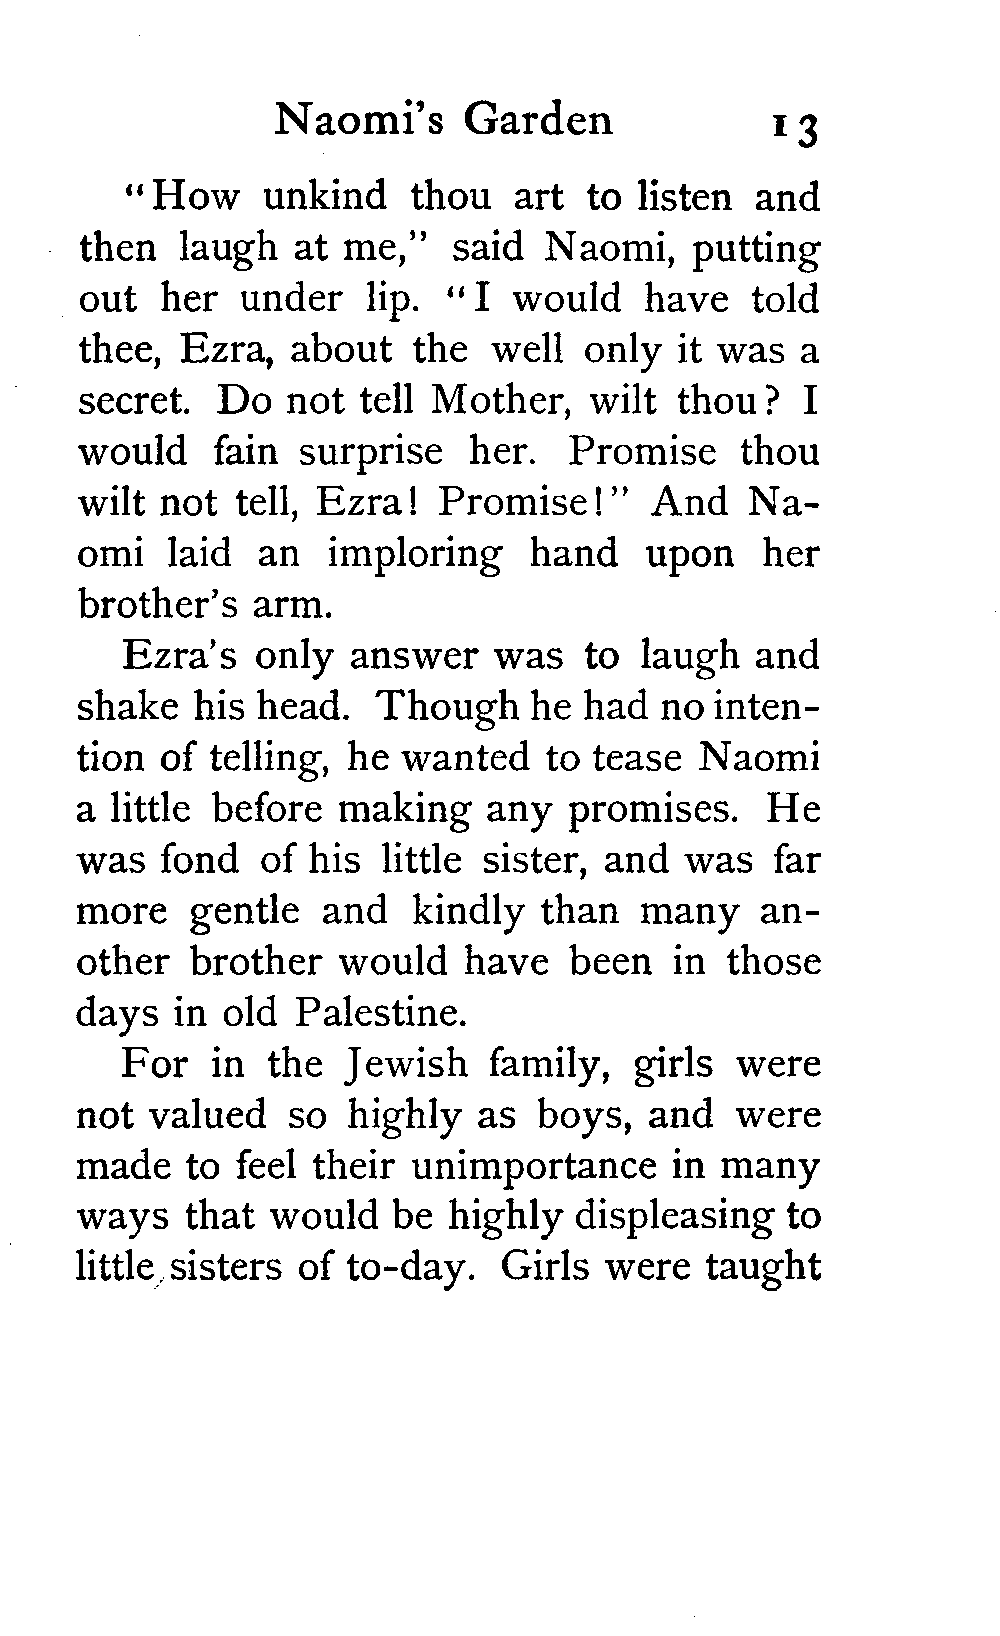 Naomi's Garden 13
"How unkind thou art to listen and
then laugh at me," said Naomi, putting
out her under lip. "I would have told
thee, Ezra, about the well only it was a
secret. Do not tell Mother, wilt thou? I
would fain surprise her. Promise thou
wilt not tell, Ezra! Promise!" And Na-
omi laid an imploring hand upon her
brother's arm.
Ezra's only answer was to laugh and
shake his head. Though he had no inten-
tion of telling, he wanted to tease Naomi
a little before making any promises. He
was fond of his little sister, and was far
more gentle and kindly than many an-
other brother would have been in those
days in old Palestine.
For in the Jewish family, girls were
not valued so highly as boys, and were
made to feel their unimportance in many
ways that would be highly displeasing to
little sisters of to-day. Girls were taught